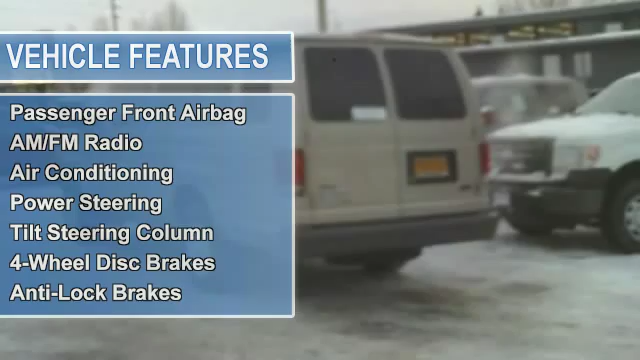 VEHICLE FEATURES
Passenger Front Airbag
AM/FM Radio
Air Conditioning
Power Steering
Tilt Steering Column
4-Wheel Disc Brakes
Anti-Lock Brakes